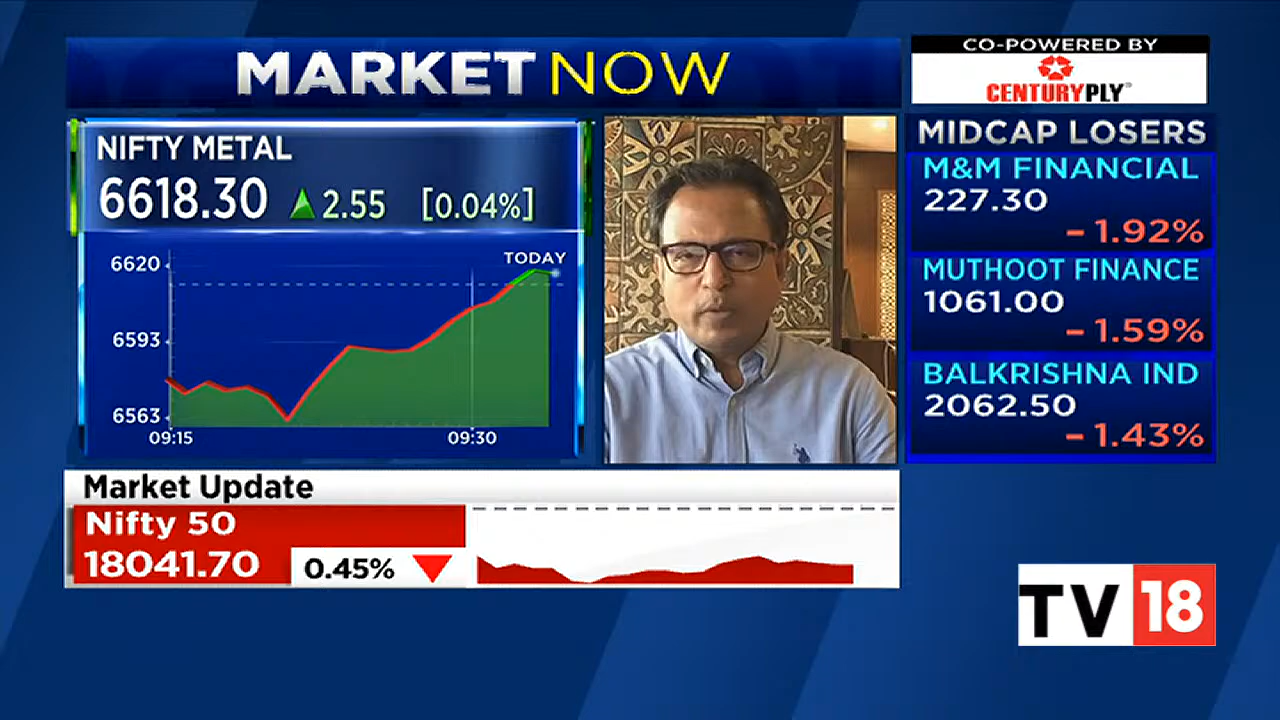 MARKET NOW
CO-POWERED BY
CENTURYPLY
NIFTY METAL
6618.30 ▲ 2.55 [0.04%]
TODAY
6620
6593
6563
09:15 09:30
MIDCAP LOSERS
M&M FINANCIAL
227.30
– 1.92%
MUTHOOT FINANCE
1061.00
– 1.59%
BALKRISHNA IND
2062.50
– 1.43%
Market Update
Nifty 50
18041.70 0.45% ▼
TV 18